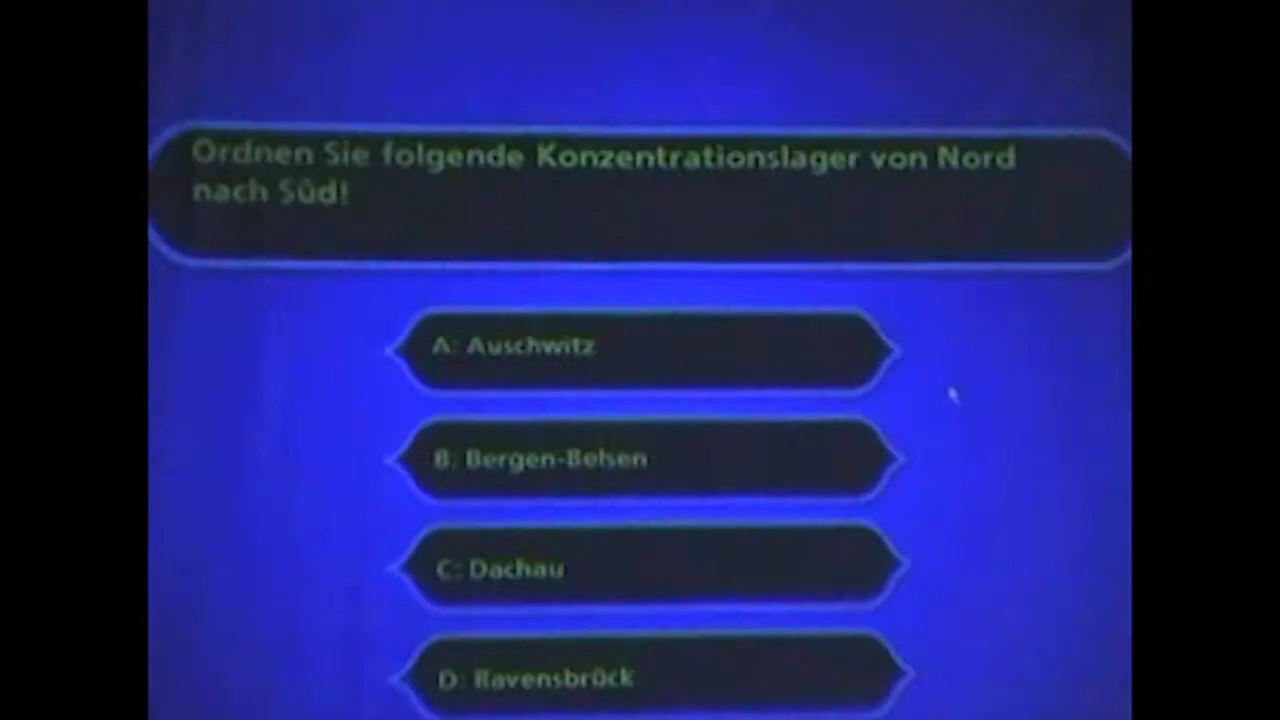 Ordnen Sie folgende Konzentrationslager von Nord
nach Süd!
A: Auschwitz
B: Bergen-Belsen
C: Dachau
D: Ravensbrück